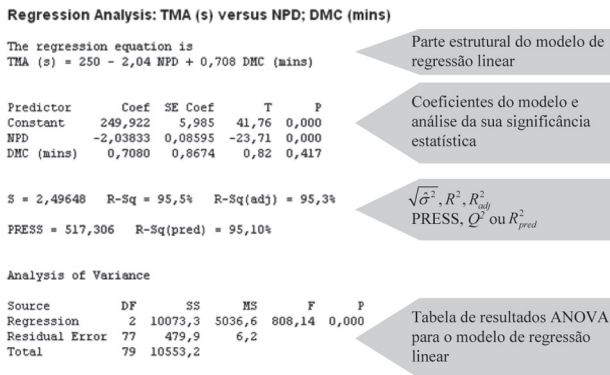 Regression Analysis: TMA (s) versus NPD; DMC (mins)
The regression equation is
TMA (s) = 250 - 2,04 NPD + 0,708 DMC (mins)
Parte estrutural do modelo de
regressão linear
Predictor Coef SE Coef T P
Constant 249,922 5,985 41,76 0,000
NPD -2,03833 0,08595 -23,71 0,000
DMC (mins) 0,7080 0,8674 0,82 0,417
Coeficientes do modelo e
análise da sua significância
estatística
S = 2,49648 R-Sq = 95,5% R-Sq(adj) = 95,3%
PRESS = 517,306 R-Sq(pred) = 95,10%
√σ̂², R², R²adj
PRESS, Q² ou R²pred
Analysis of Variance
Source DF SS MS F P
Regression 2 10073,3 5036,6 808,14 0,000
Residual Error 77 479,9 6,2
Total 79 10553,2
Tabela de resultados ANOVA
para o modelo de regressão
linear